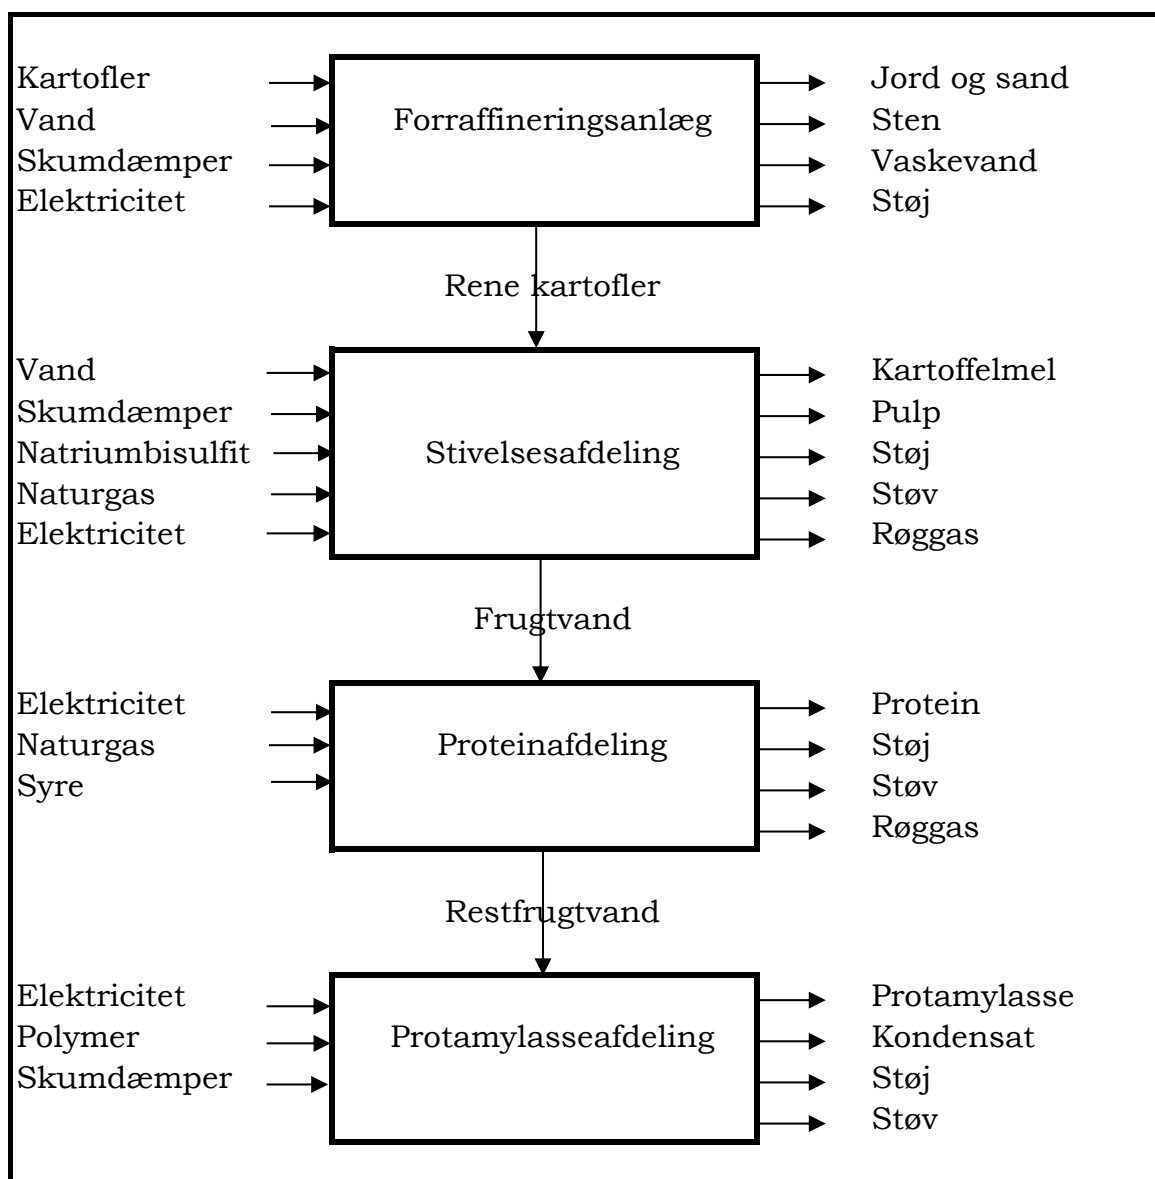 Kartofler Forraffineringsanlæg Jord og sand
Vand Sten
Skumdæmper Vaskevand
Elektricitet Støj
Rene kartofler
Vand Kartoffelmel
Skumdæmper Pulp
Natriumbisulfit Stivelsesafdeling Støj
Naturgas Støv
Elektricitet Røggas
Frugtvand
Elektricitet Protein
Naturgas Proteinafdeling Støj
Syre Støv
Røggas
Restfrugtvand
Elektricitet Protamylasse
Polymer Protamylasseafdeling Kondensat
Skumdæmper Støj
Støv